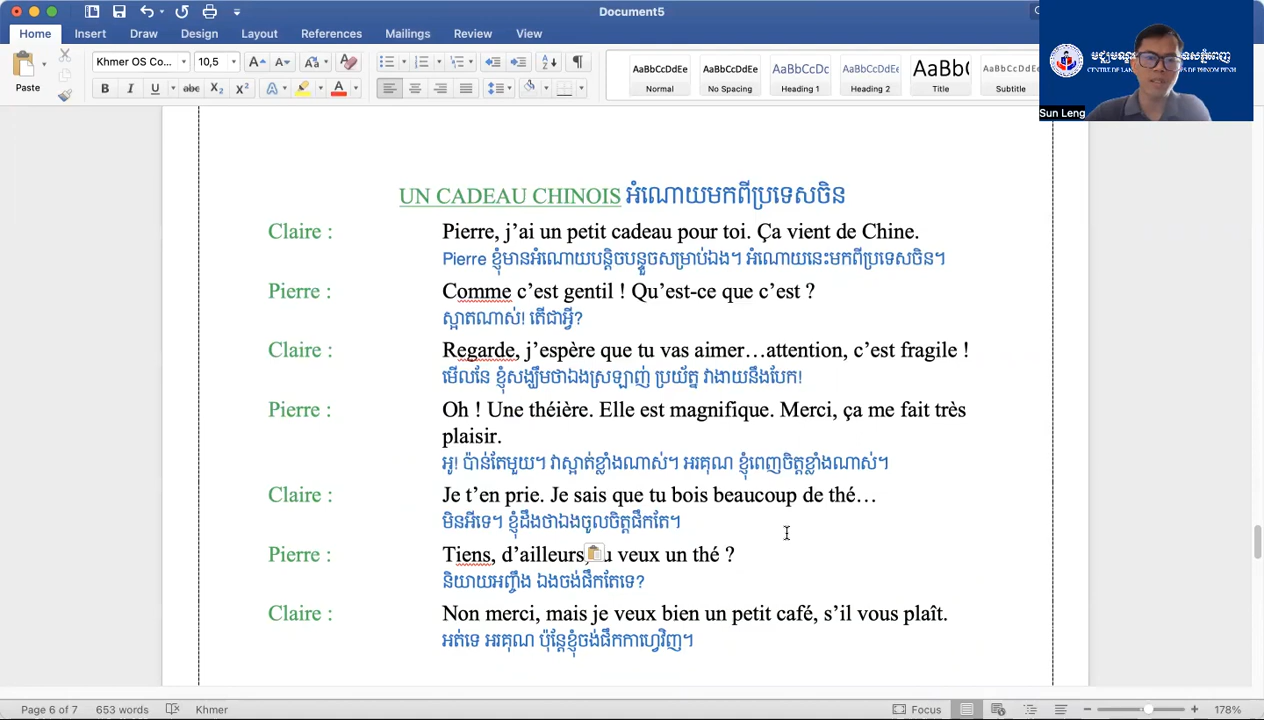 Document5
Home Insert Draw Design Layout References Mailings Review View
Paste
Khmer OS Co... 10,5
AaBbCcDdEe AaBbCcDdEe AaBbCcDc AaBbCcDdEe AaBb( AaBbCcDdEe
Normal No Spacing Heading 1 Heading 2 Title Subtitle
Sun Leng
UN CADEAU CHINOIS អំណោយមកពីប្រទេសចិន
Claire : Pierre, j’ai un petit cadeau pour toi. Ça vient de Chine.
Pierre ខ្ញុំមានអំណោយបន្តិចបន្ទួចសម្រាប់ឯង។ អំណោយនេះមកពីប្រទេសចិន។
Pierre : Comme c’est gentil ! Qu’est-ce que c’est ?
ស្អាតណាស់! តើជាអ្វី?
Claire : Regarde, j’espère que tu vas aimer…attention, c’est fragile !
មើលនែ ខ្ញុំសង្ឃឹមថាឯងស្រឡាញ់ ប្រយ័ត្ន វាងាយនឹងបែក!
Pierre : Oh ! Une théière. Elle est magnifique. Merci, ça me fait très
plaisir.
អូ! ប៉ាន់តែមួយ។ វាស្អាត់ខ្លាំងណាស់។ អរគុណ ខ្ញុំពេញចិត្តខ្លាំងណាស់។
Claire : Je t’en prie. Je sais que tu bois beaucoup de thé…
មិនអីទេ។ ខ្ញុំដឹងថាឯងចូលចិត្តផឹកតែ។
Pierre : Tiens, d’ailleurs, u veux un thé ?
និយាយអញ្ចឹង ឯងចង់ផឹកតែទេ?
Claire : Non merci, mais je veux bien un petit café, s’il vous plaît.
អត់ទេ អរគុណ ប៉ុន្តែខ្ញុំចង់ផឹកកាហ្វេវិញ។
Page 6 of 7 653 words Khmer Focus 178%